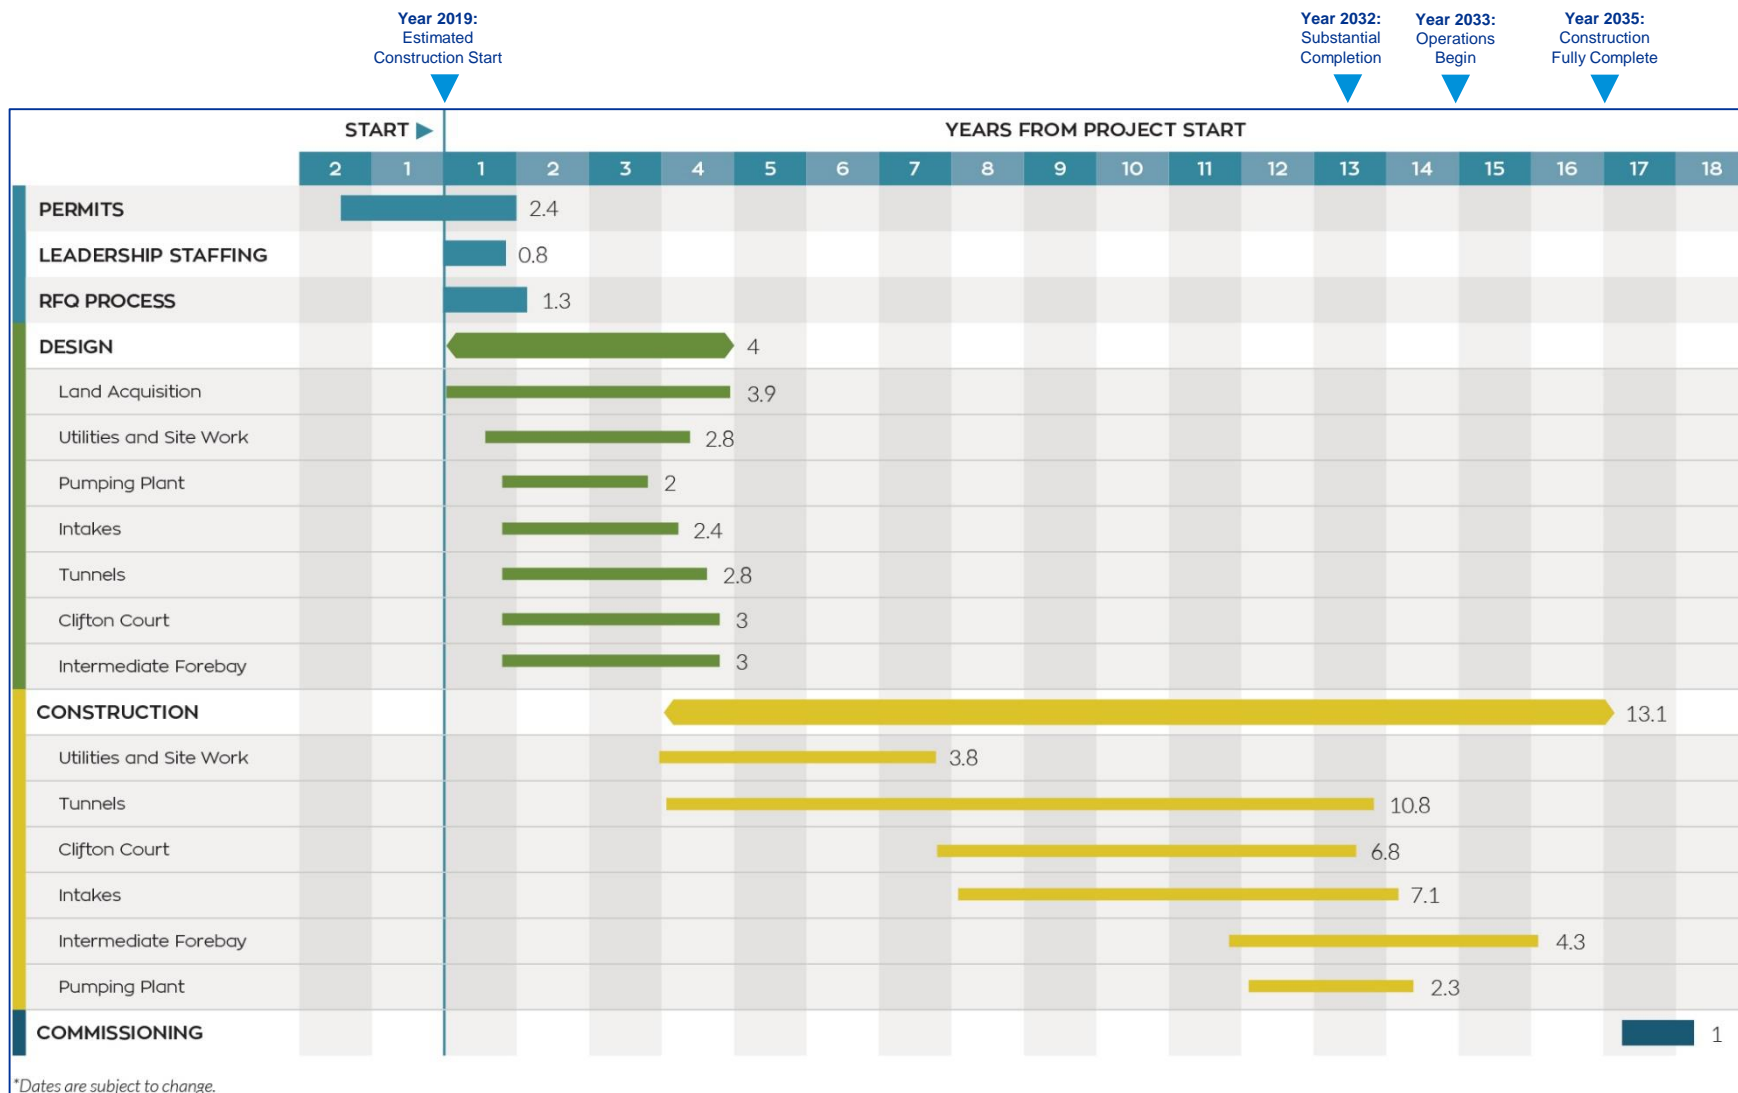 Year 2019:
Estimated
Construction Start
Year 2032:
Substantial
Completion
Year 2033:
Operations
Begin
Year 2035:
Construction
Fully Complete
START
YEARS FROM PROJECT START
2 1 1 2 3 4 5 6 7 8 9 10 11 12 13 14 15 16 17 18
PERMITS 2.4
LEADERSHIP STAFFING 0.8
RFQ PROCESS 1.3
DESIGN 4
Land Acquisition 3.9
Utilities and Site Work 2.8
Pumping Plant 2
Intakes 2.4
Tunnels 2.8
Clifton Court 3
Intermediate Forebay 3
CONSTRUCTION 13.1
Utilities and Site Work 3.8
Tunnels 10.8
Clifton Court 6.8
Intakes 7.1
Intermediate Forebay 4.3
Pumping Plant 2.3
COMMISSIONING 1
*Dates are subject to change.